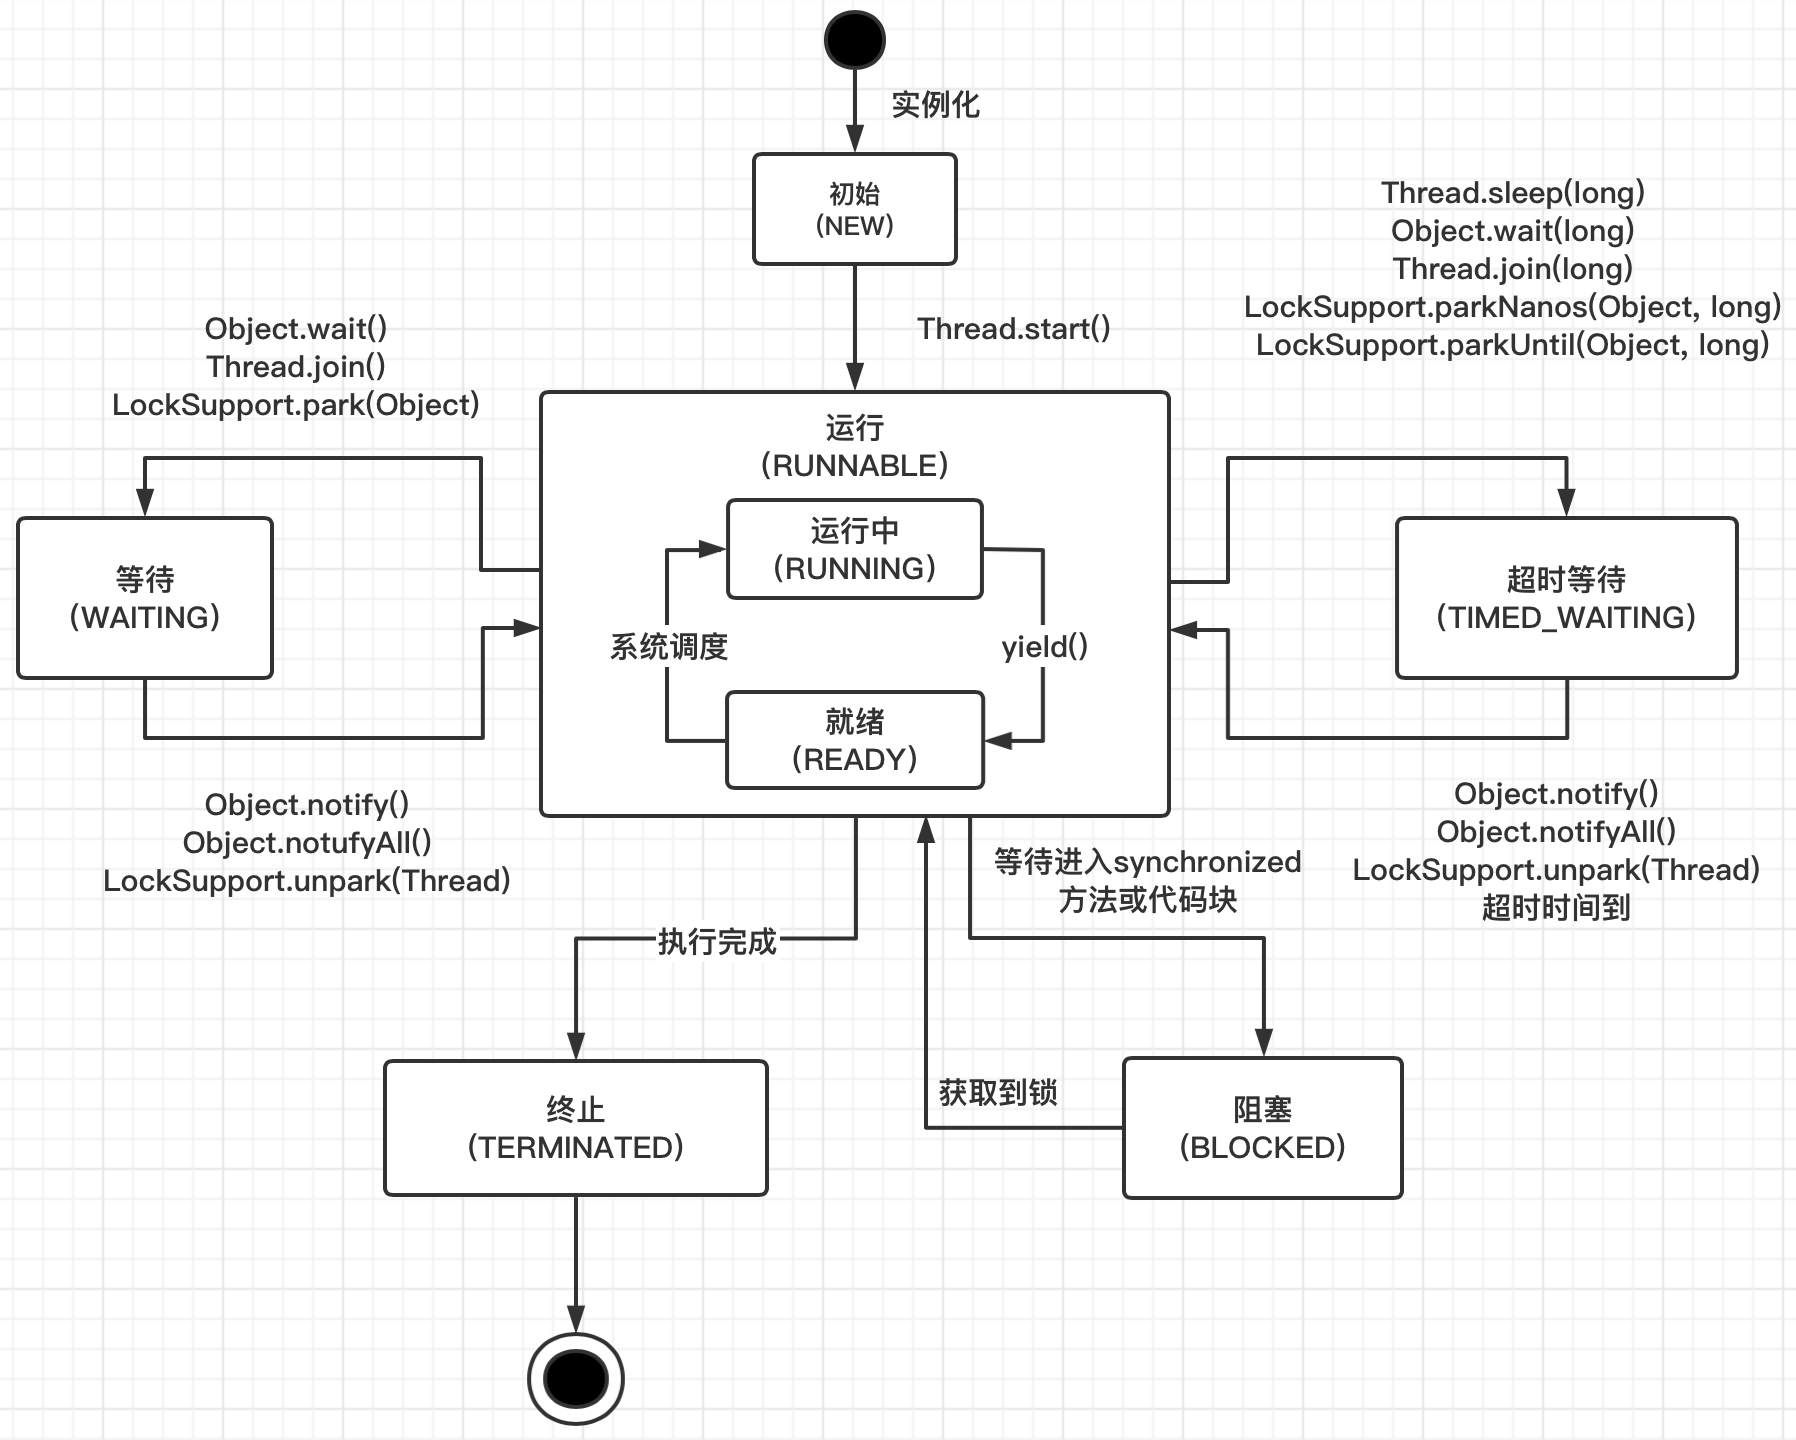 实例化
初始
(NEW)
Thread.start()
Thread.sleep(long)
Object.wait(long)
Thread.join(long)
LockSupport.parkNanos(Object, long)
LockSupport.parkUntil(Object, long)
Object.wait()
Thread.join()
LockSupport.park(Object)
运行
(RUNNABLE)
运行中
(RUNNING)
系统调度
yield()
就绪
(READY)
等待
(WAITING)
超时等待
(TIMED_WAITING)
Object.notify()
Object.notufyAll()
LockSupport.unpark(Thread)
Object.notify()
Object.notifyAll()
LockSupport.unpark(Thread)
超时时间到
等待进入synchronized
方法或代码块
执行完成
获取到锁
终止
(TERMINATED)
阻塞
(BLOCKED)